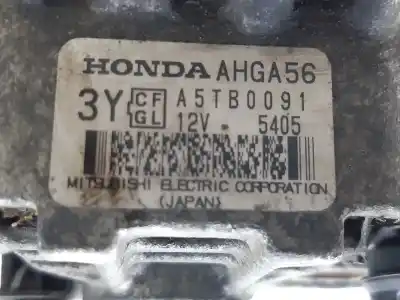 HONDA AHGA56
3Y CF A5TB0091
GL 12V 5405
MITSUBISHI ELECTRIC CORPORATION
(JAPAN)